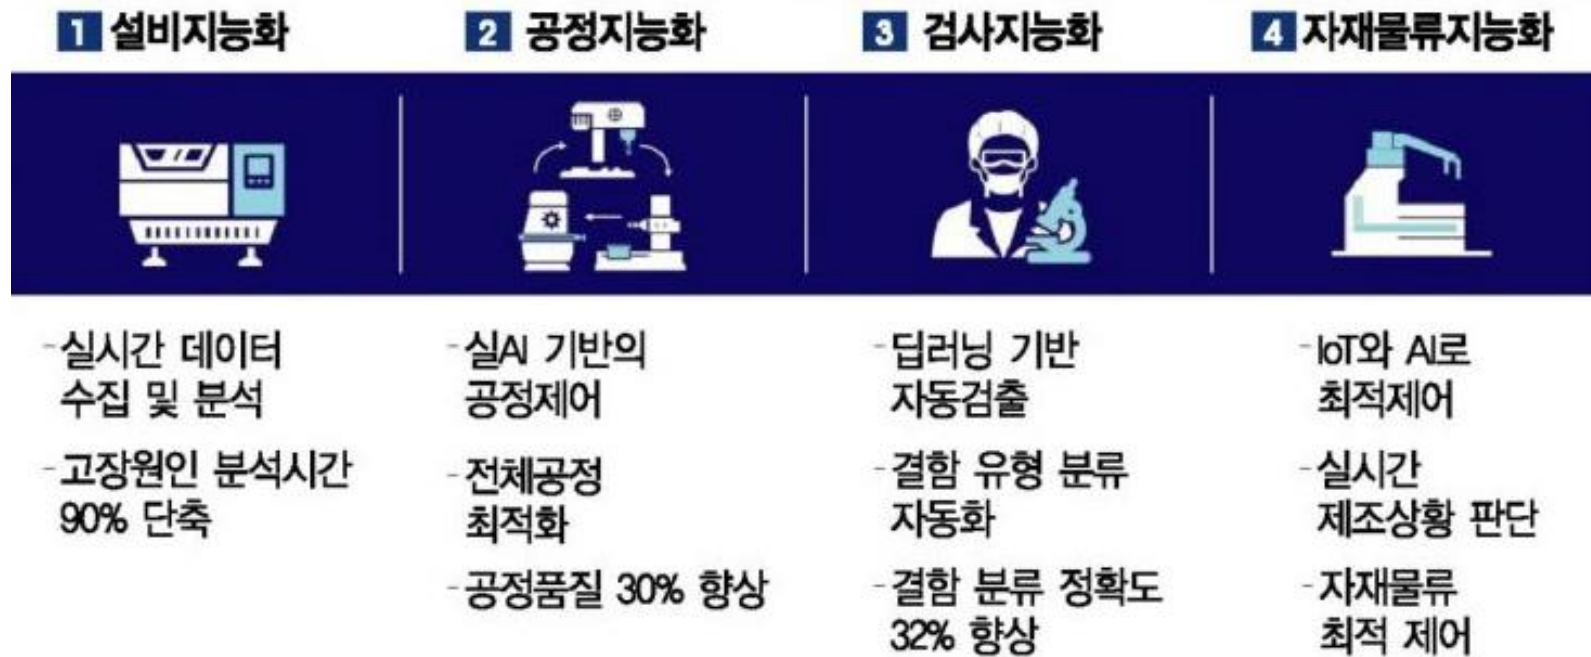 1 설비지능화
- 실시간 데이터
수집 및 분석
- 고장원인 분석시간
90% 단축
2 공정지능화
- 실AI 기반의
공정제어
- 전체공정
최적화
- 공정품질 30% 향상
3 검사지능화
- 딥러닝 기반
자동검출
- 결함 유형 분류
자동화
- 결함 분류 정확도
32% 향상
4 자재물류지능화
- IoT와 AI로
최적제어
- 실시간
제조상황 판단
- 자재물류
최적 제어